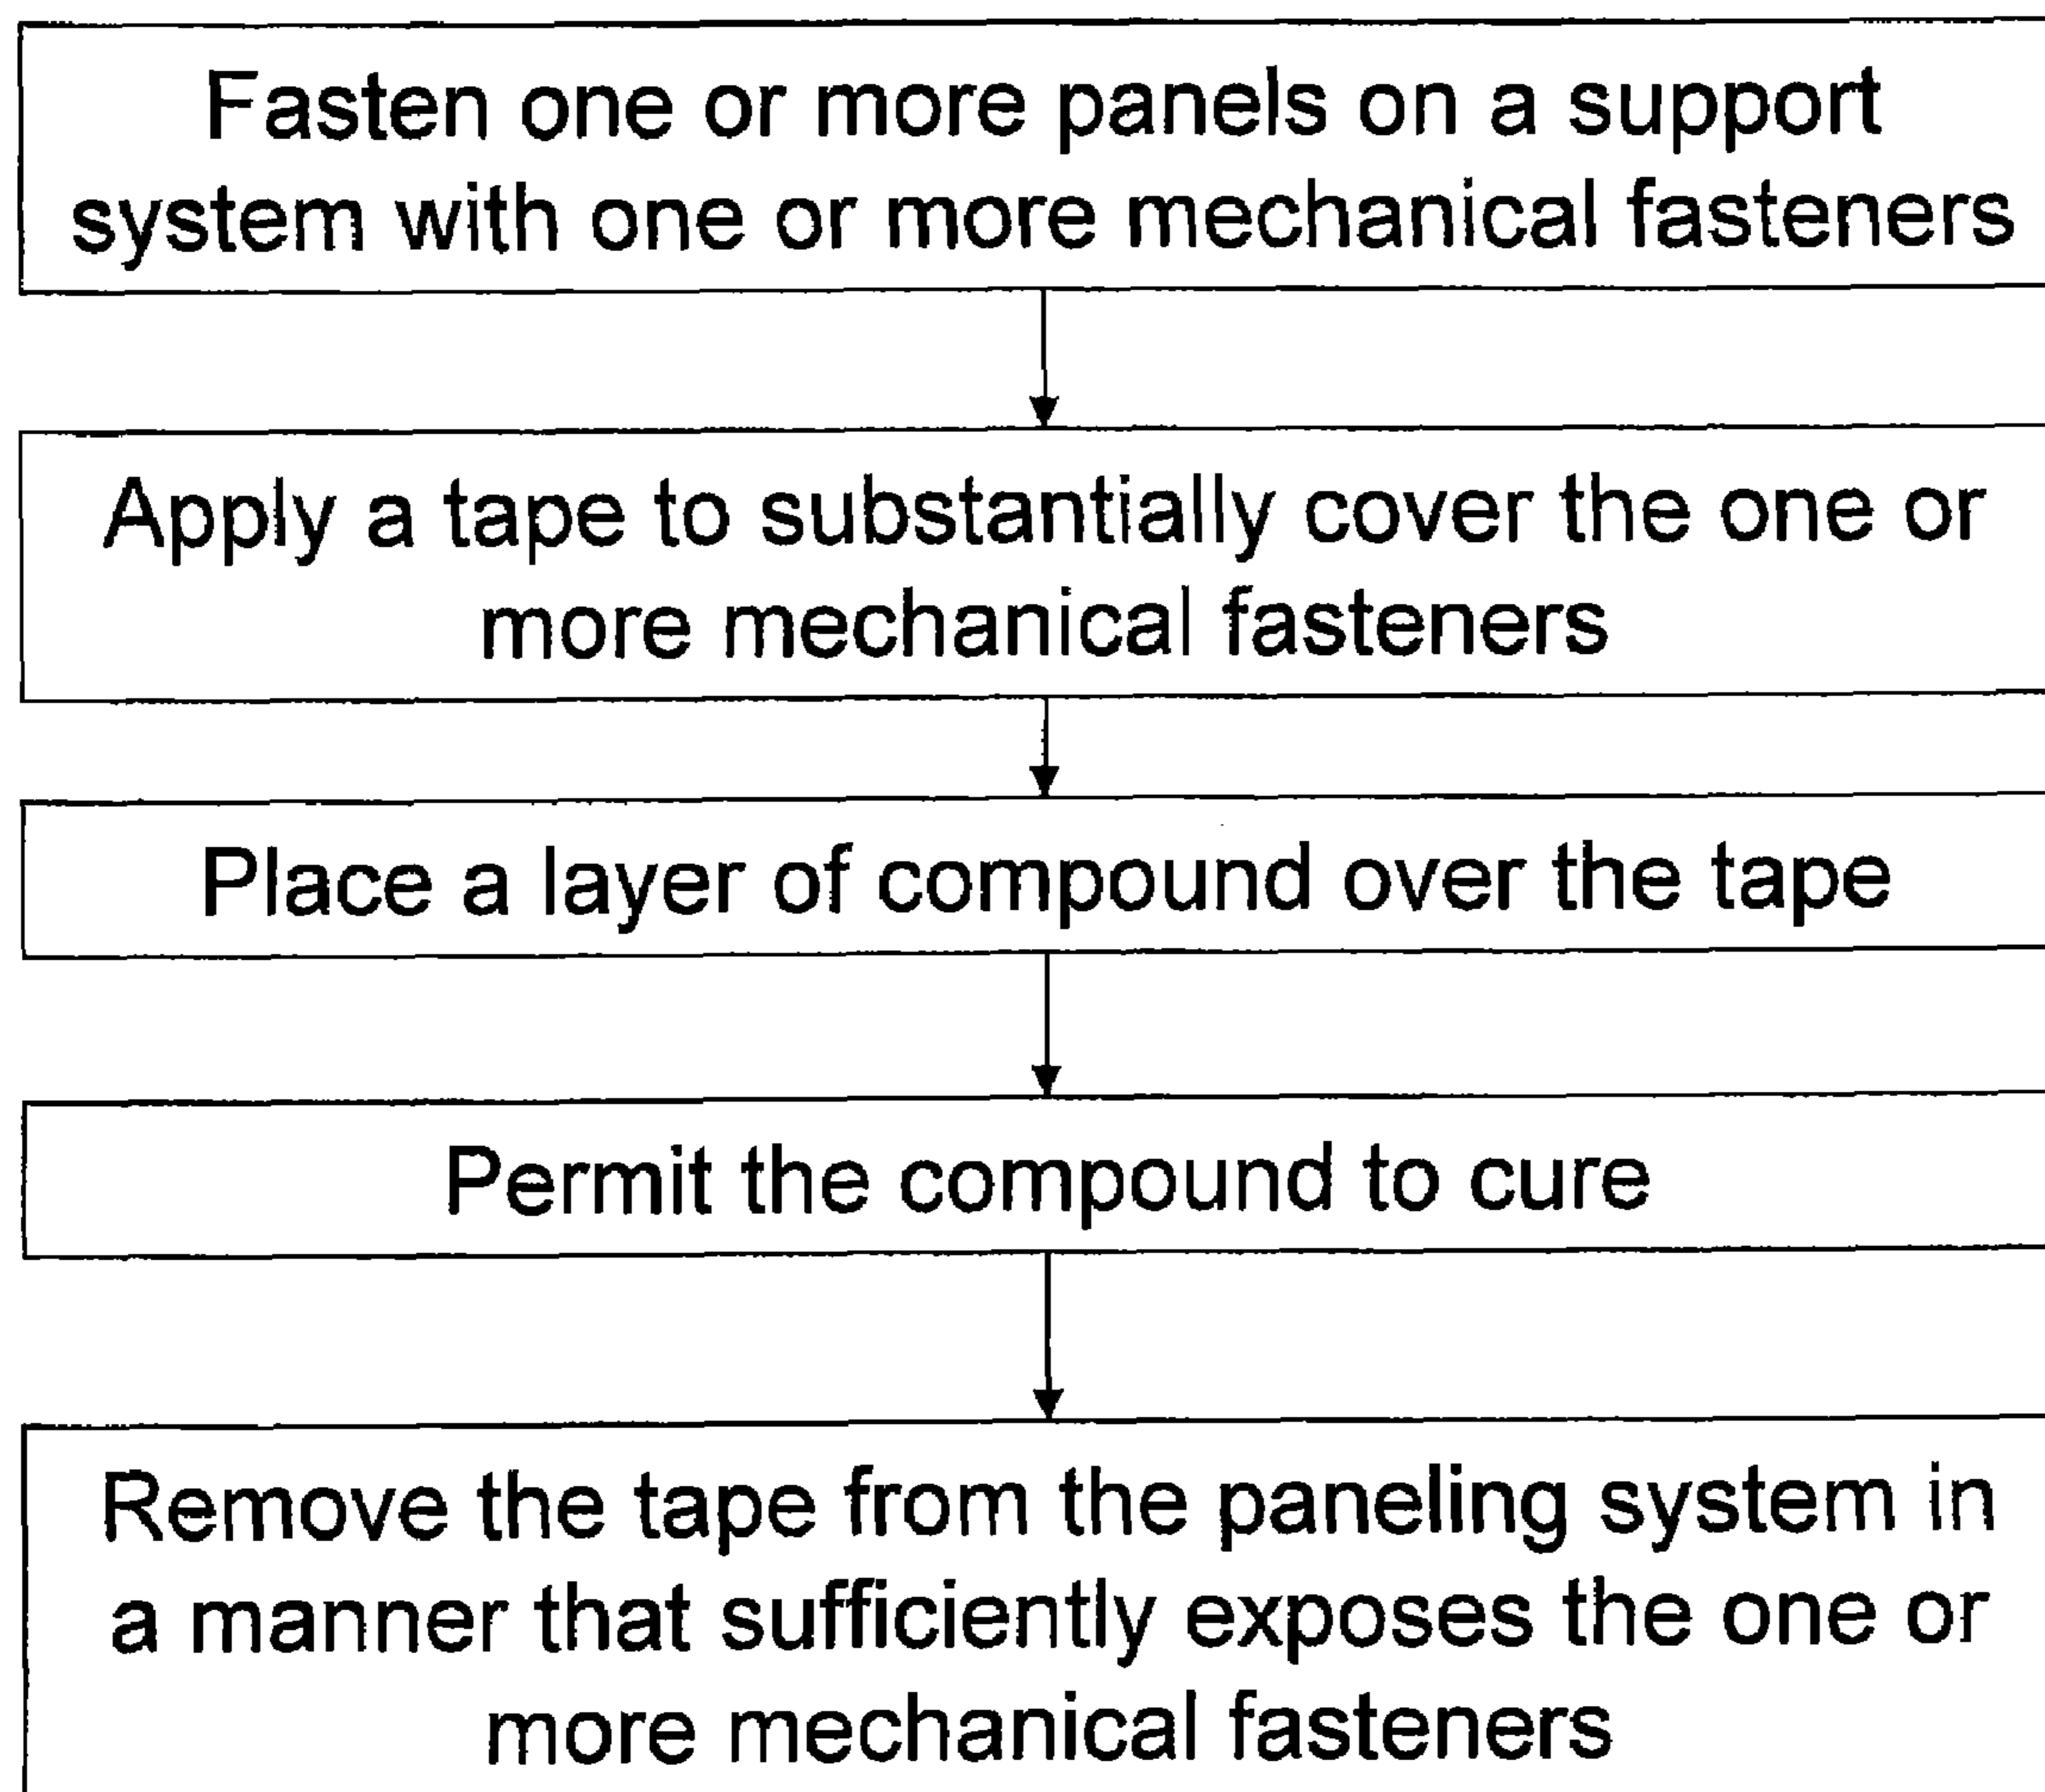 Fasten one or more panels on a support
system with one or more mechanical fasteners
Apply a tape to substantially cover the one or
more mechanical fasteners
Place a layer of compound over the tape
Permit the compound to cure
Remove the tape from the paneling system in
a manner that sufficiently exposes the one or
more mechanical fasteners